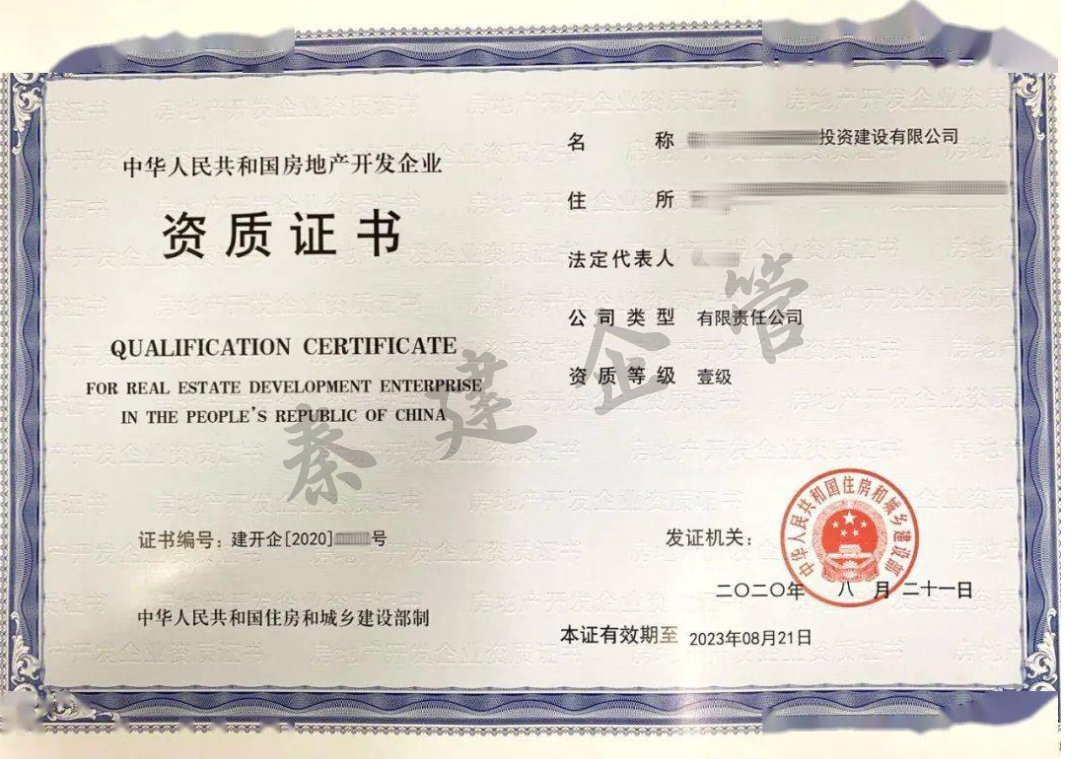 中华人民共和国房地产开发企业
资质证书
QUALIFICATION CERTIFICATE
FOR REAL ESTATE DEVELOPMENT ENTERPRISE
IN THE PEOPLE'S REPUBLIC OF CHINA
证书编号：建开企[2020] 号
中华人民共和国住房和城乡建设部制
名 称 投资建设有限公司
住 所
法定代表人
公司类型 有限责任公司
资质等级 壹级
发证机关：
中华人民共和国住房和城乡建设部
二〇二〇年 八 月 二十一日
本证有效期至 2023年08月21日
秦建企管